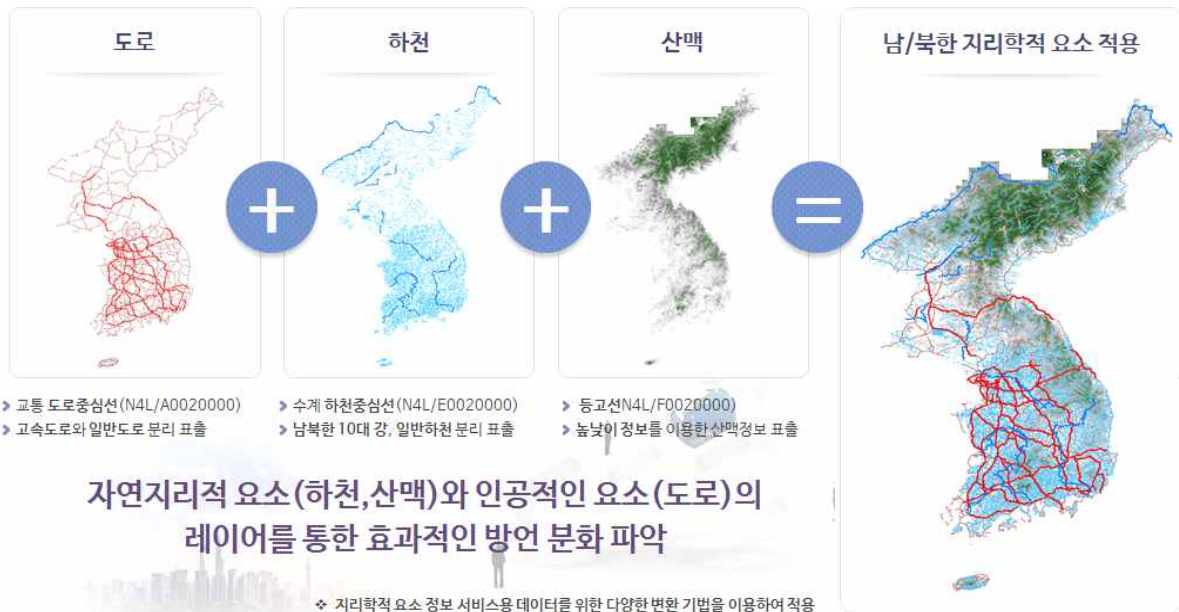 도로
하천
산맥
남/북한 지리학적 요소 적용
+
+
=
> 교통 도로중심선(N4L/A0020000)
> 고속도로와 일반도로 분리 표출
> 수계 하천중심선(N4L/E0020000)
> 남북한 10대 강, 일반하천 분리 표출
> 등고선N4L/F0020000)
> 높낮이 정보를 이용한 산맥정보 표출
자연지리적 요소(하천,산맥)와 인공적인 요소(도로)의
레이어를 통한 효과적인 방언 분화 파악
❖ 지리학적 요소 정보 서비스용 데이터를 위한 다양한 변환 기법을 이용하여 적용